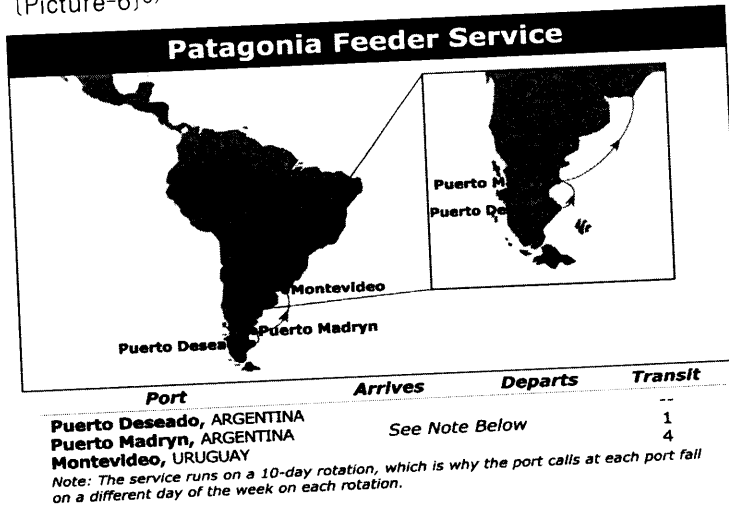 (Picture-6)
Patagonia Feeder Service
Puerto M
Puerto De
Montevideo
Puerto Madryn
Puerto Desea
Port Arrives Departs Transit
Puerto Deseado, ARGENTINA --
Puerto Madryn, ARGENTINA See Note Below 1
Montevideo, URUGUAY 4
Note: The service runs on a 10-day rotation, which is why the port calls at each port fall
on a different day of the week on each rotation.